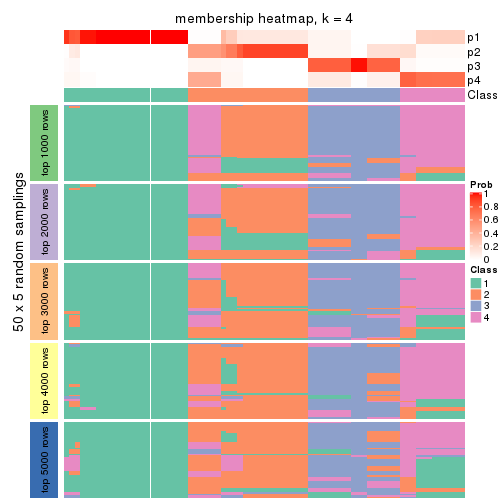 membership heatmap, k = 4
p1
p2
p3
p4
Class
50 x 5 random samplings
top 1000 rows
top 2000 rows
top 3000 rows
top 4000 rows
top 5000 rows
Prob
1
0.8
0.6
0.4
0.2
0
Class
1
2
3
4